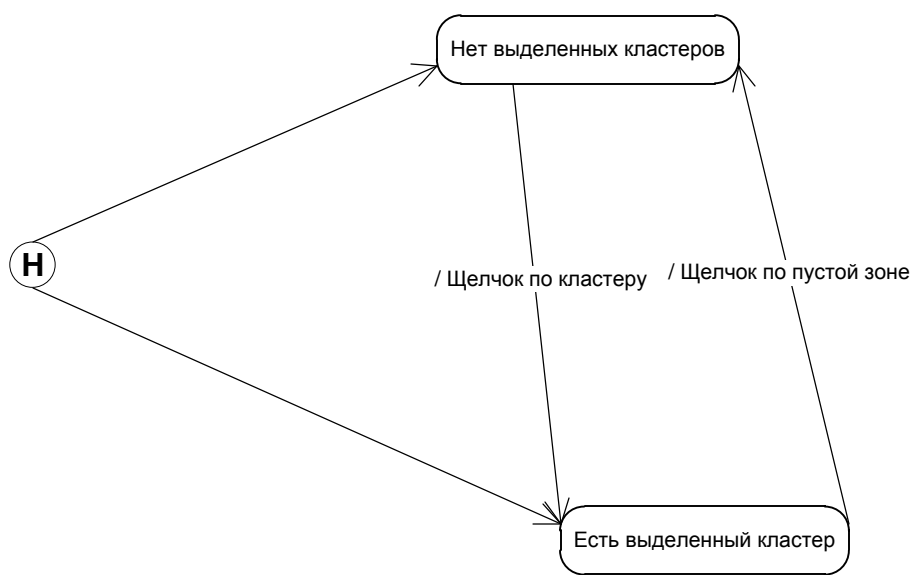 Нет выделенных кластеров
Н
/ Щелчок по кластеру
/ Щелчок по пустой зоне
Есть выделенный кластер